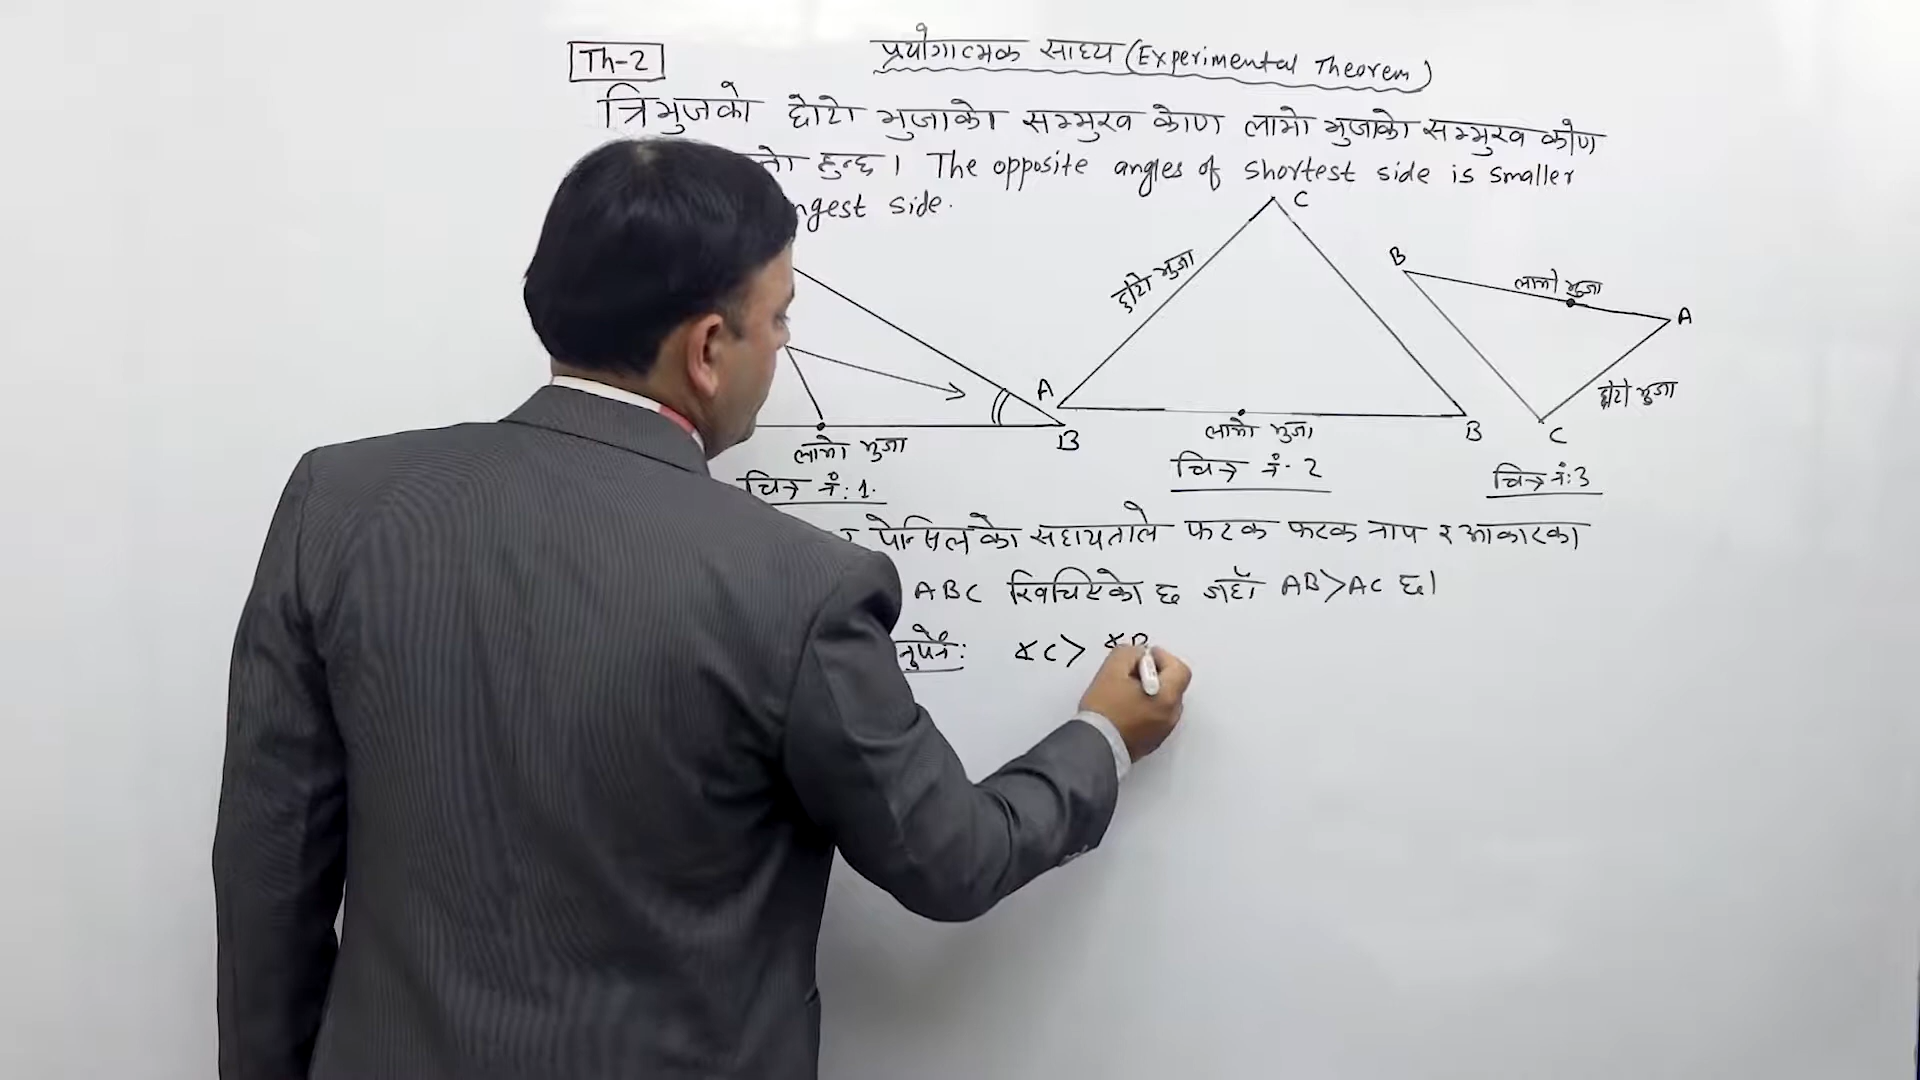 Th-2
प्रयोगात्मक साध्य (Experimental Theorem)
त्रिभुजको छोटो भुजाको सम्मुख कोण लामो भुजाको सम्मुख कोण
हुन्छ। The opposite angles of shortest side is smaller
side.
C
छोटो भुजा
A
B
लामो भुजा
चित्र नं. 2
B
लामो भुजा
A
छोटो भुजा
C
चित्र नं: 3
B
लामो भुजा
चित्र नं: 1.
पेन्सिलको सहायताले फरक फरक नाप र आकारका
ABC खिचिएको छ जहाँ AB>AC छ।
∡C> ∡B